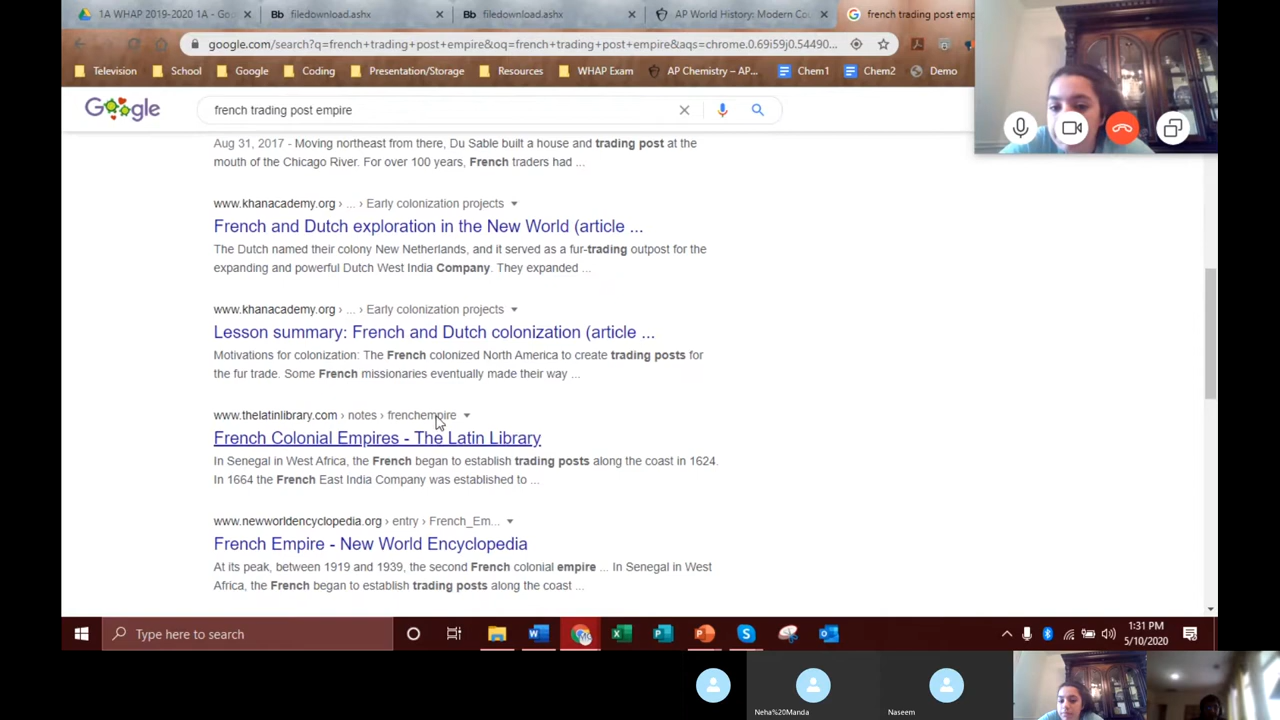 1A WHAP 2019-2020 1A - Go
Bb filedownload.ashx
Bb filedownload.ashx
AP World History: Modern Co
french trading post emp
google.com/search?q=french+trading+post+empire&oq=french+trading+post+empire&aqs=chrome.0.69i59j0.54490...
Television School Google Coding Presentation/Storage Resources WHAP Exam AP Chemistry – AP... Chem1 Chem2 Demo
Google
french trading post empire
Aug 31, 2017 - Moving northeast from there, Du Sable built a house and trading post at the
mouth of the Chicago River. For over 100 years, French traders had ...
www.khanacademy.org › ... › Early colonization projects
French and Dutch exploration in the New World (article ...
The Dutch named their colony New Netherlands, and it served as a fur-trading outpost for the
expanding and powerful Dutch West India Company. They expanded ...
www.khanacademy.org › ... › Early colonization projects
Lesson summary: French and Dutch colonization (article ...
Motivations for colonization: The French colonized North America to create trading posts for
the fur trade. Some French missionaries eventually made their way ...
www.thelatinlibrary.com › notes › frenchempire
French Colonial Empires - The Latin Library
In Senegal in West Africa, the French began to establish trading posts along the coast in 1624.
In 1664 the French East India Company was established to ...
www.newworldencyclopedia.org › entry › French_Em...
French Empire - New World Encyclopedia
At its peak, between 1919 and 1939, the second French colonial empire ... In Senegal in West
Africa, the French began to establish trading posts along the coast ...
Type here to search
1:31 PM
5/10/2020
Neha%20Manda
Naseem